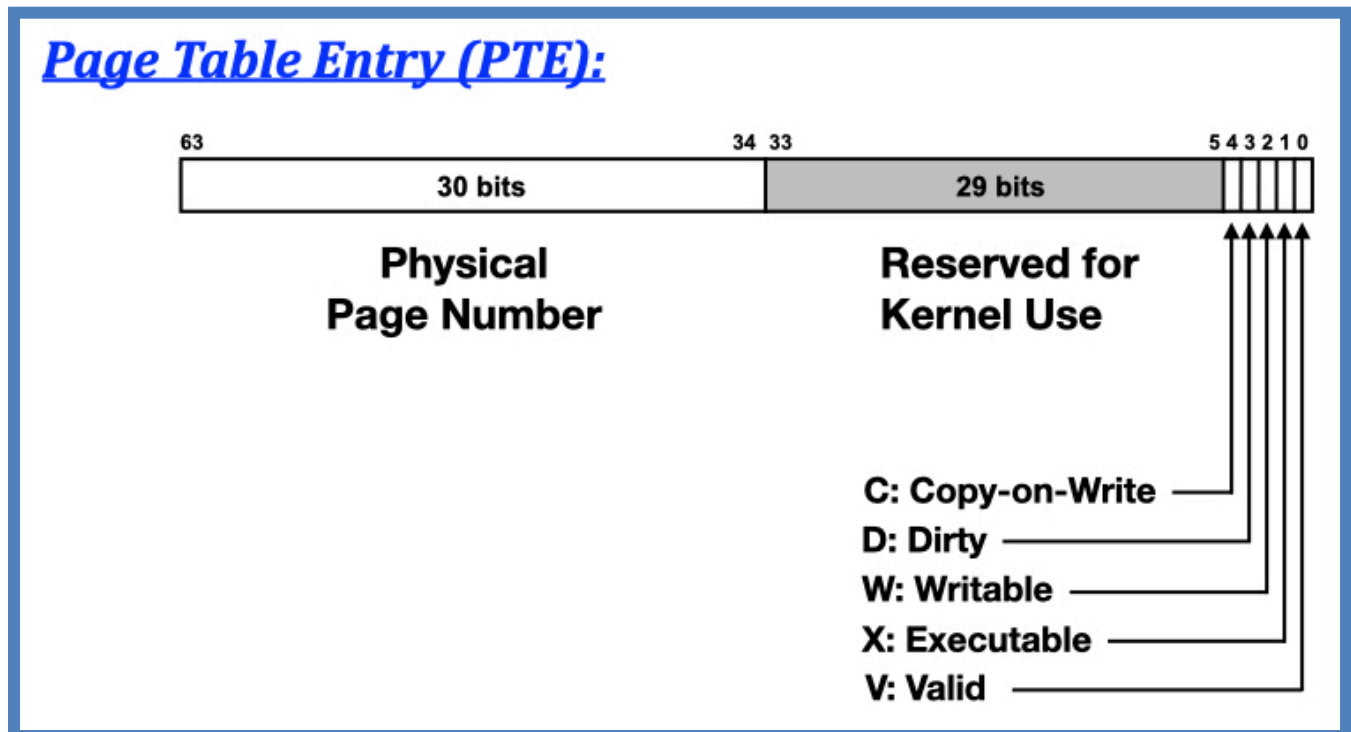 Page Table Entry (PTE):
63 34 33 5 4 3 2 1 0
30 bits 29 bits
Physical
Page Number
Reserved for
Kernel Use
C: Copy-on-Write
D: Dirty
W: Writable
X: Executable
V: Valid